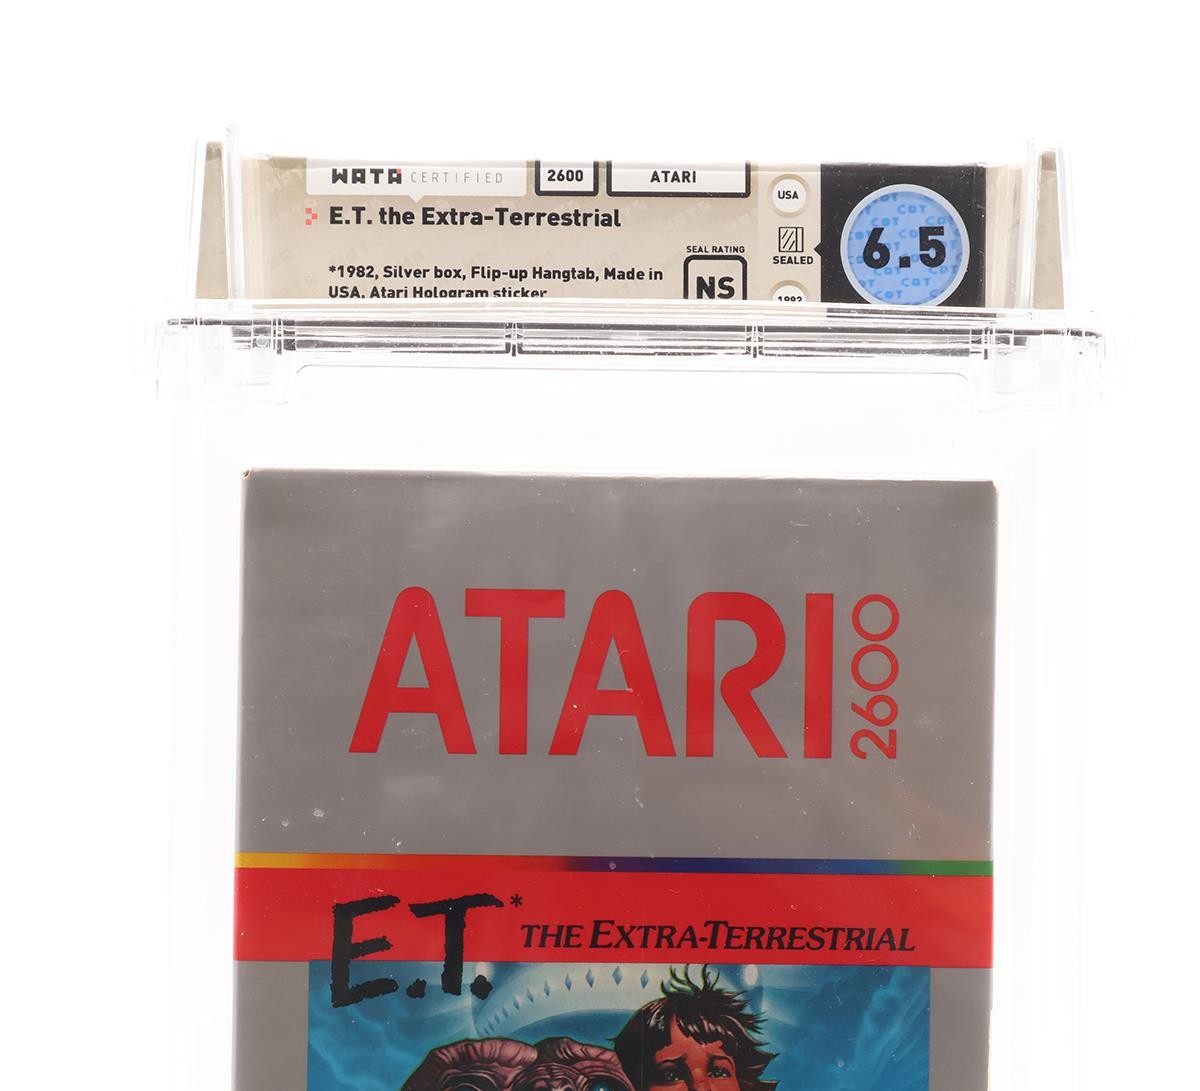 WATA CERTIFIED
2600
ATARI
E.T. the Extra-Terrestrial
*1982, Silver box, Flip-up Hangtab, Made in
USA, Atari Hologram sticker
SEAL RATING
NS
USA
SEALED
1982
6.5
ATARI
2600
E.T.* THE EXTRA-TERRESTRIAL